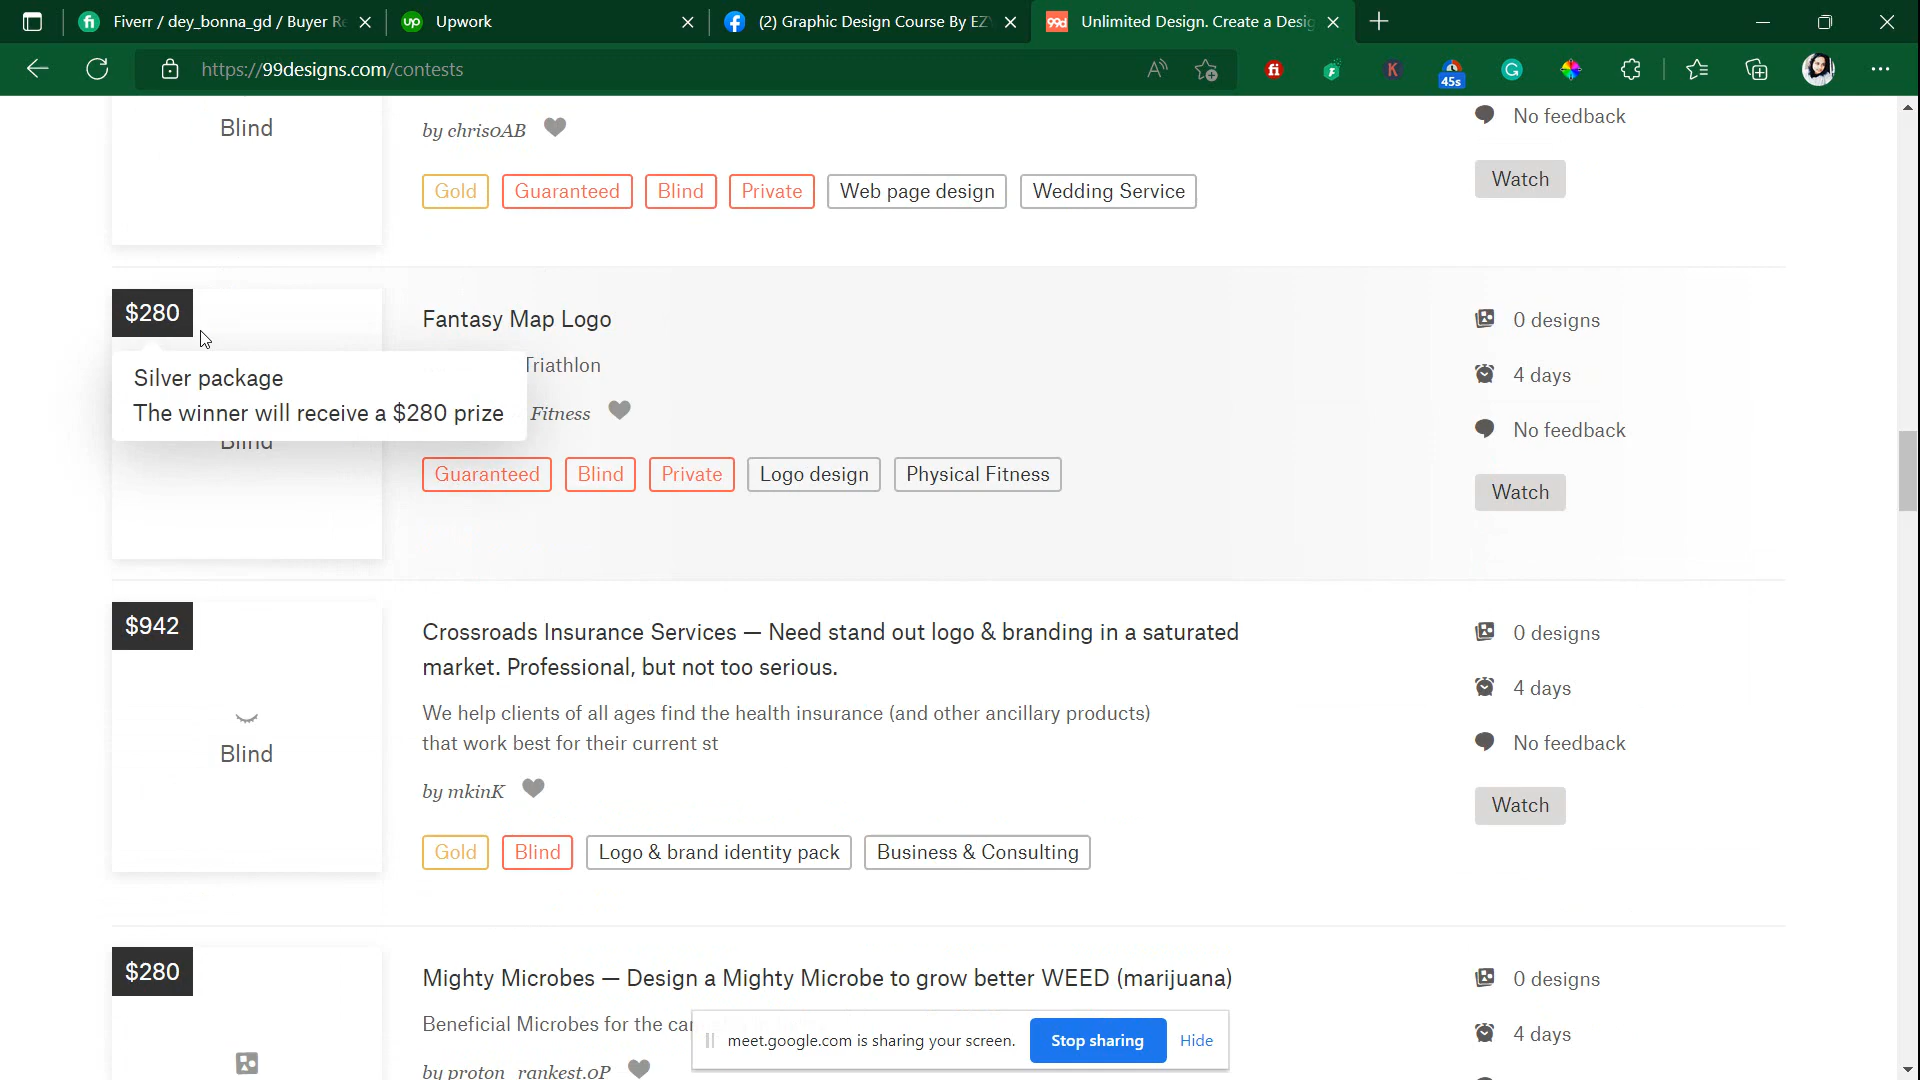 Fiverr / dey_bonna_gd / Buyer Re
Upwork
(2) Graphic Design Course By EZY
Unlimited Design. Create a Desig
https://99designs.com/contests
45s
Blind
by chrisoAB
No feedback
Watch
Gold Guaranteed Blind Private Web page design Wedding Service
$280
Fantasy Map Logo
0 designs
Triathlon
4 days
Silver package
The winner will receive a $280 prize
Fitness
No feedback
Blind
Guaranteed Blind Private Logo design Physical Fitness
Watch
$942
Crossroads Insurance Services — Need stand out logo & branding in a saturated
market. Professional, but not too serious.
0 designs
4 days
We help clients of all ages find the health insurance (and other ancillary products)
that work best for their current st
No feedback
Blind
by mkinK
Watch
Gold Blind Logo & brand identity pack Business & Consulting
$280
Mighty Microbes — Design a Mighty Microbe to grow better WEED (marijuana)
0 designs
Beneficial Microbes for the
4 days
by proton_rankest.oP
meet.google.com is sharing your screen. Stop sharing Hide